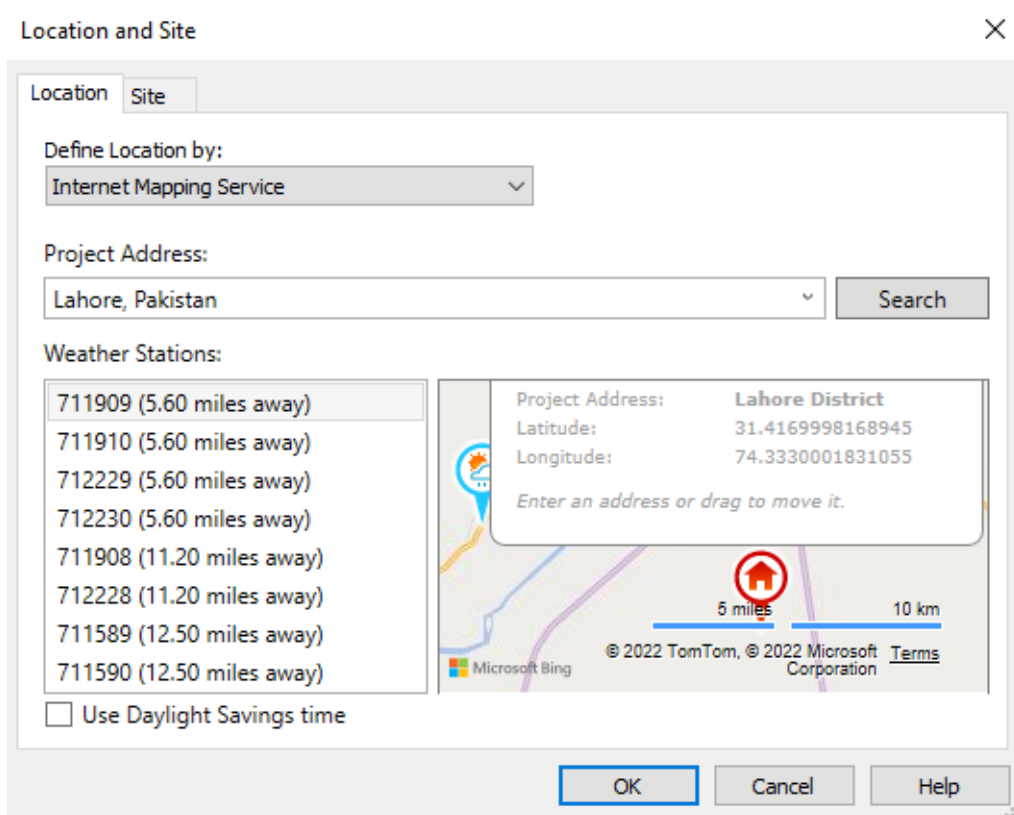 Location and Site
Location
Site
Define Location by:
Internet Mapping Service
Project Address:
Lahore, Pakistan
Search
Weather Stations:
711909 (5.60 miles away)
711910 (5.60 miles away)
712229 (5.60 miles away)
712230 (5.60 miles away)
711908 (11.20 miles away)
712228 (11.20 miles away)
711589 (12.50 miles away)
711590 (12.50 miles away)
Project Address: Lahore District
Latitude: 31.4169998168945
Longitude: 74.3330001831055
Enter an address or drag to move it.
5 miles 10 km
Microsoft Bing
© 2022 TomTom, © 2022 Microsoft Corporation Terms
Use Daylight Savings time
OK Cancel Help